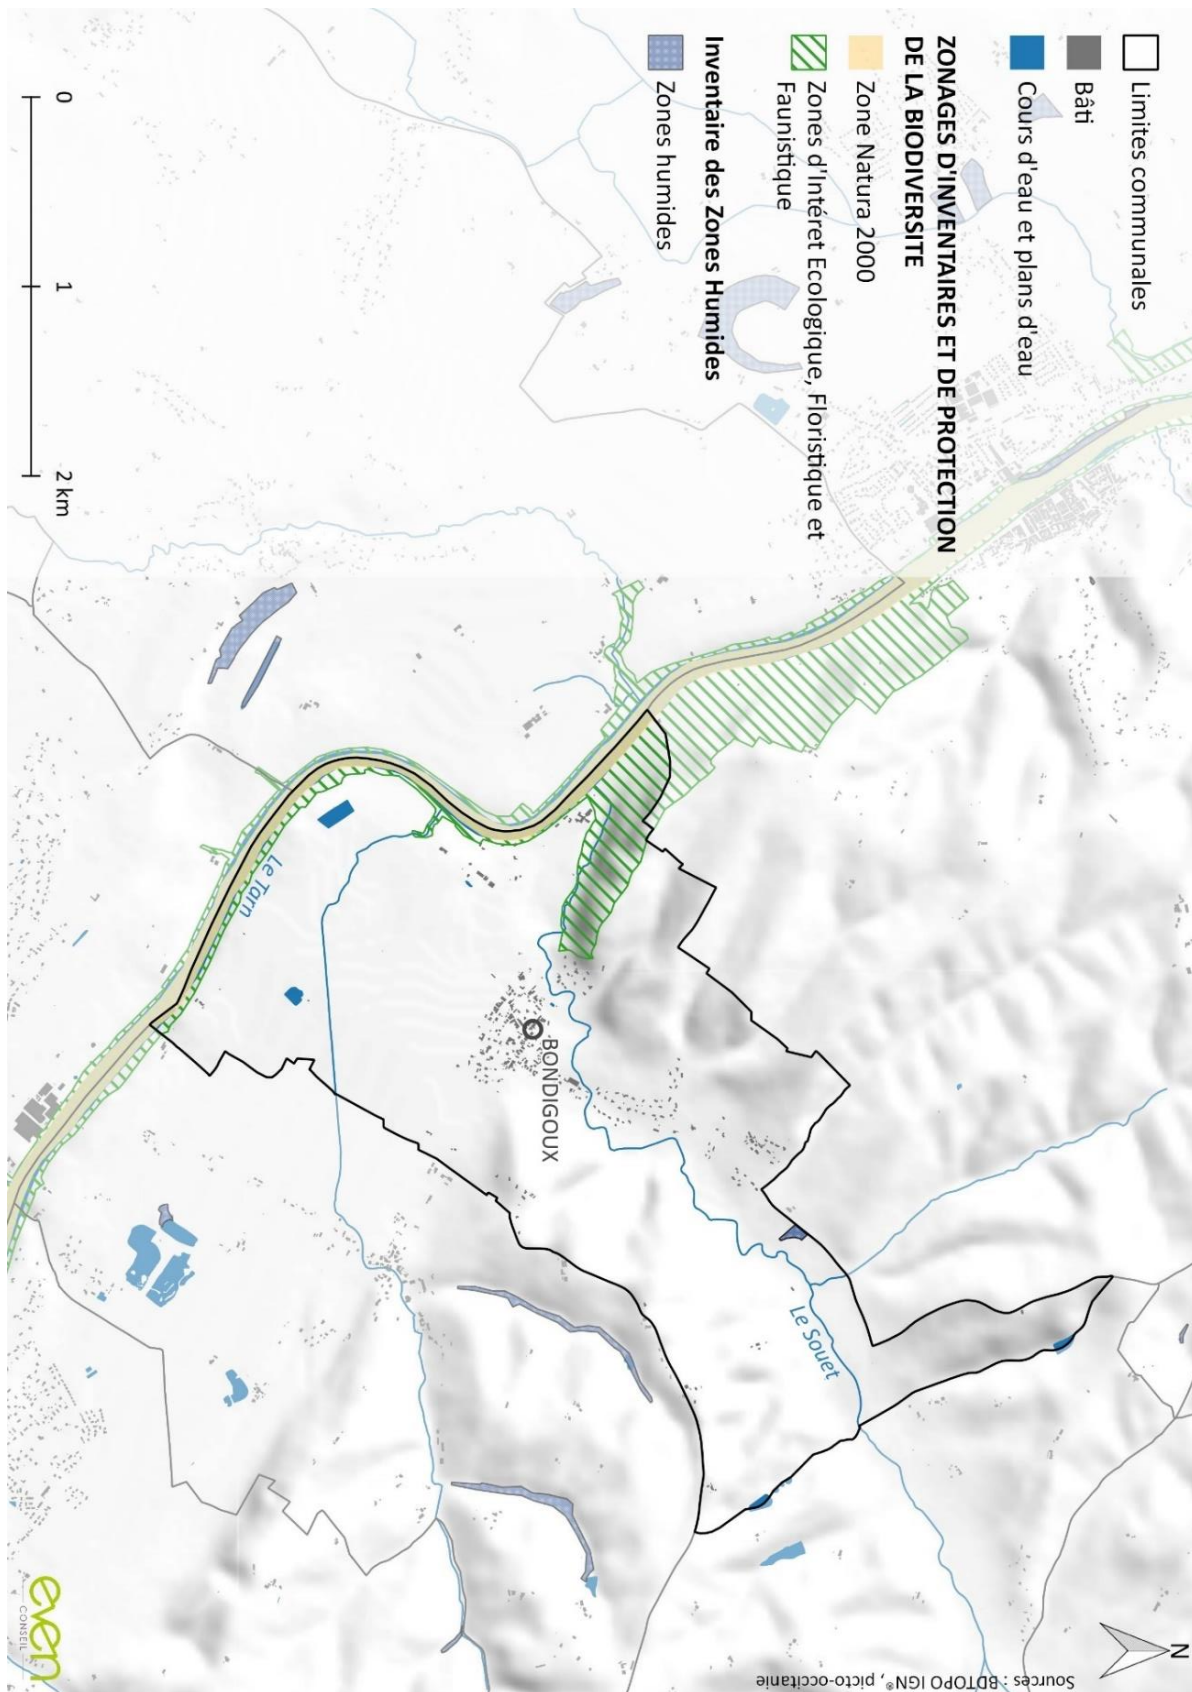 Limites communales
Bâti
Cours d'eau et plans d'eau
ZONAGES D'INVENTAIRES ET DE PROTECTION
DE LA BIODIVERSITE
Zone Natura 2000
Zones d'Intéret Ecologique, Floristique et
Faunistique
Inventaire des Zones Humides
Zones humides
0 1 2 km
Le Tarn
BONDIGOUX
Le Souet
N
Sources : BDTOPO IGN®, picto-occitanie
even
CONSEIL